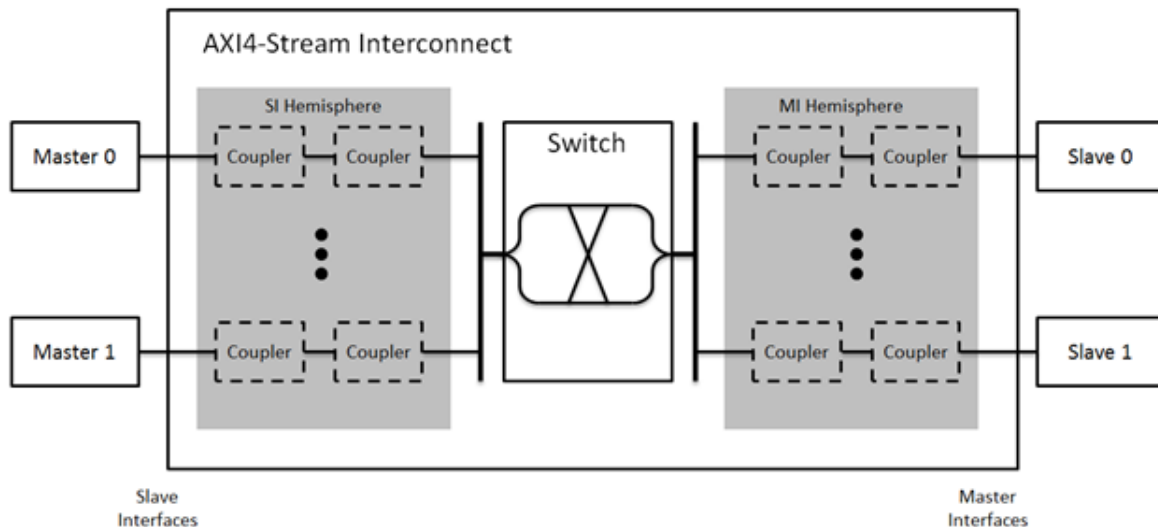 AXI4-Stream Interconnect
SI Hemisphere
MI Hemisphere
Master 0
Coupler
Coupler
Switch
Coupler
Coupler
Slave 0
Master 1
Coupler
Coupler
Coupler
Coupler
Slave 1
Slave
Interfaces
Master
Interfaces